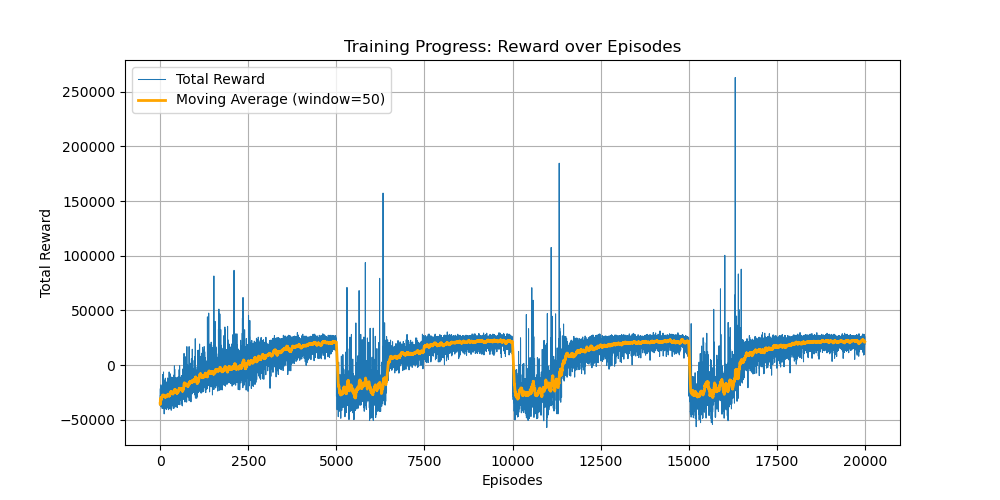 Training Progress: Reward over Episodes
Total Reward
Moving Average (window=50)
250000
200000
150000
100000
50000
0
−50000
Total Reward
0 2500 5000 7500 10000 12500 15000 17500 20000
Episodes